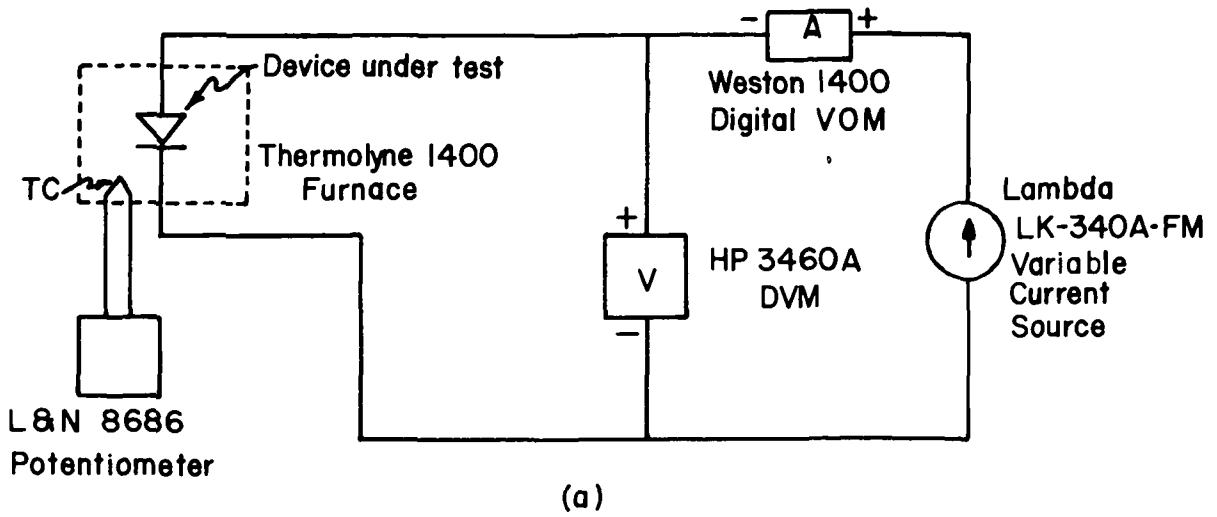 - A +
Device under test
Weston 1400
Digital VOM
Thermolyne 1400
Furnace
TC
+
V
-
HP 3460A
DVM
Lambda
LK-340A-FM
Variable
Current
Source
L&N 8686
Potentiometer
(a)